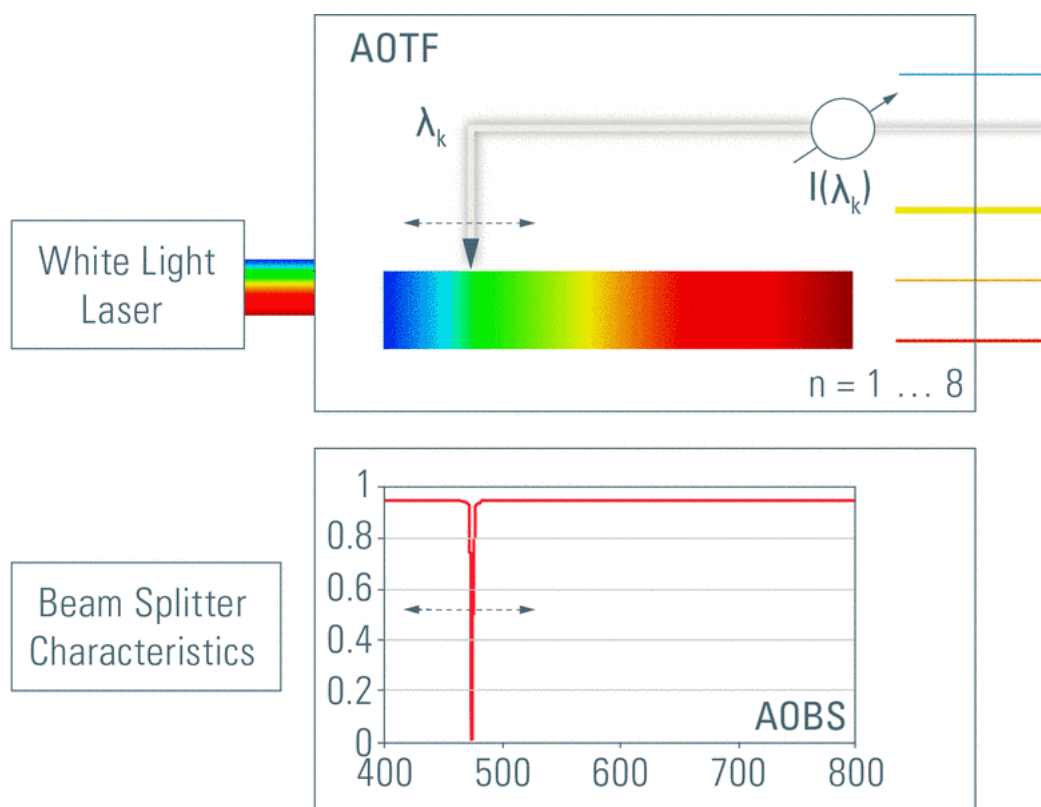 AOTF
λk
I(λk)
White Light
Laser
n = 1 ... 8
1
0.8
0.6
0.4
0.2
0
400 500 600 700 800
AOBS
Beam Splitter
Characteristics